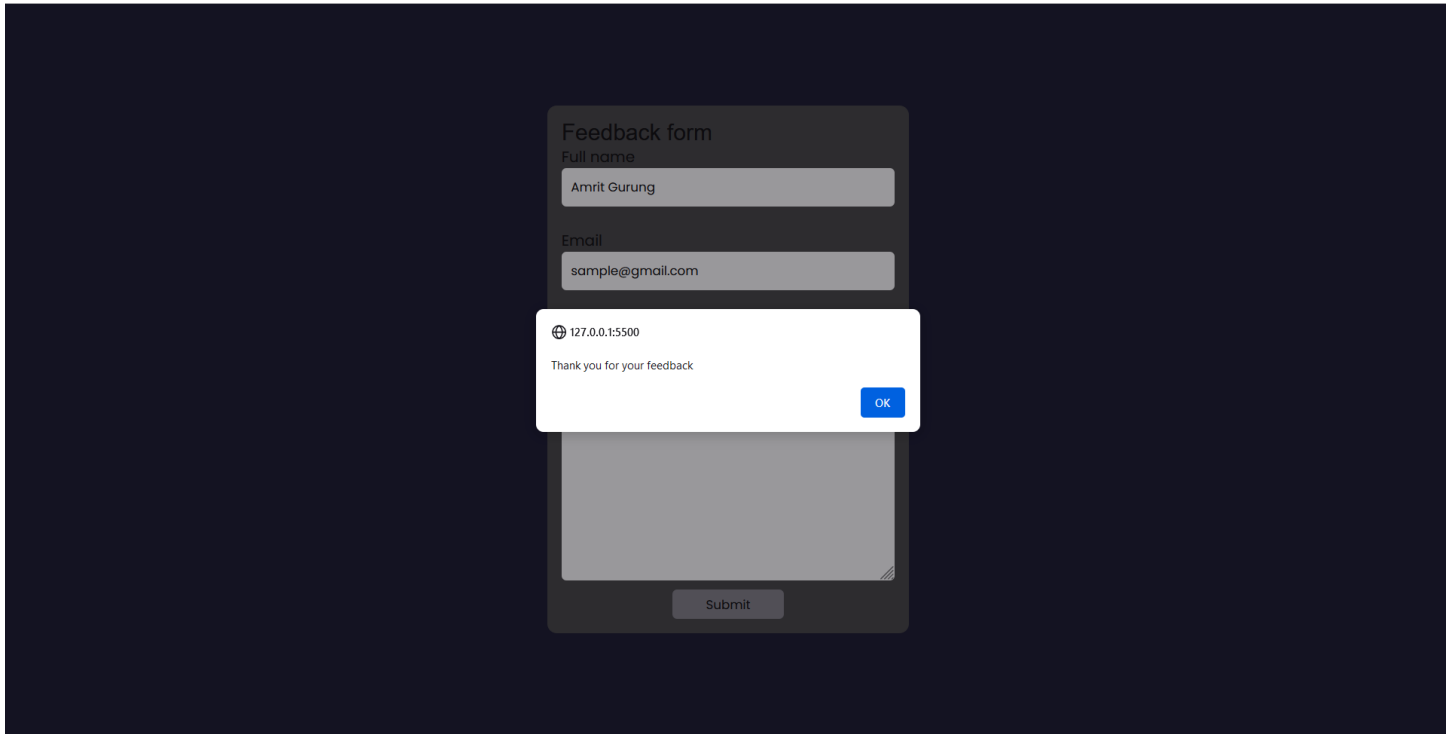 Feedback form
Full name
Amrit Gurung
Email
sample@gmail.com
127.0.0.1:5500
Thank you for your feedback
OK
Submit